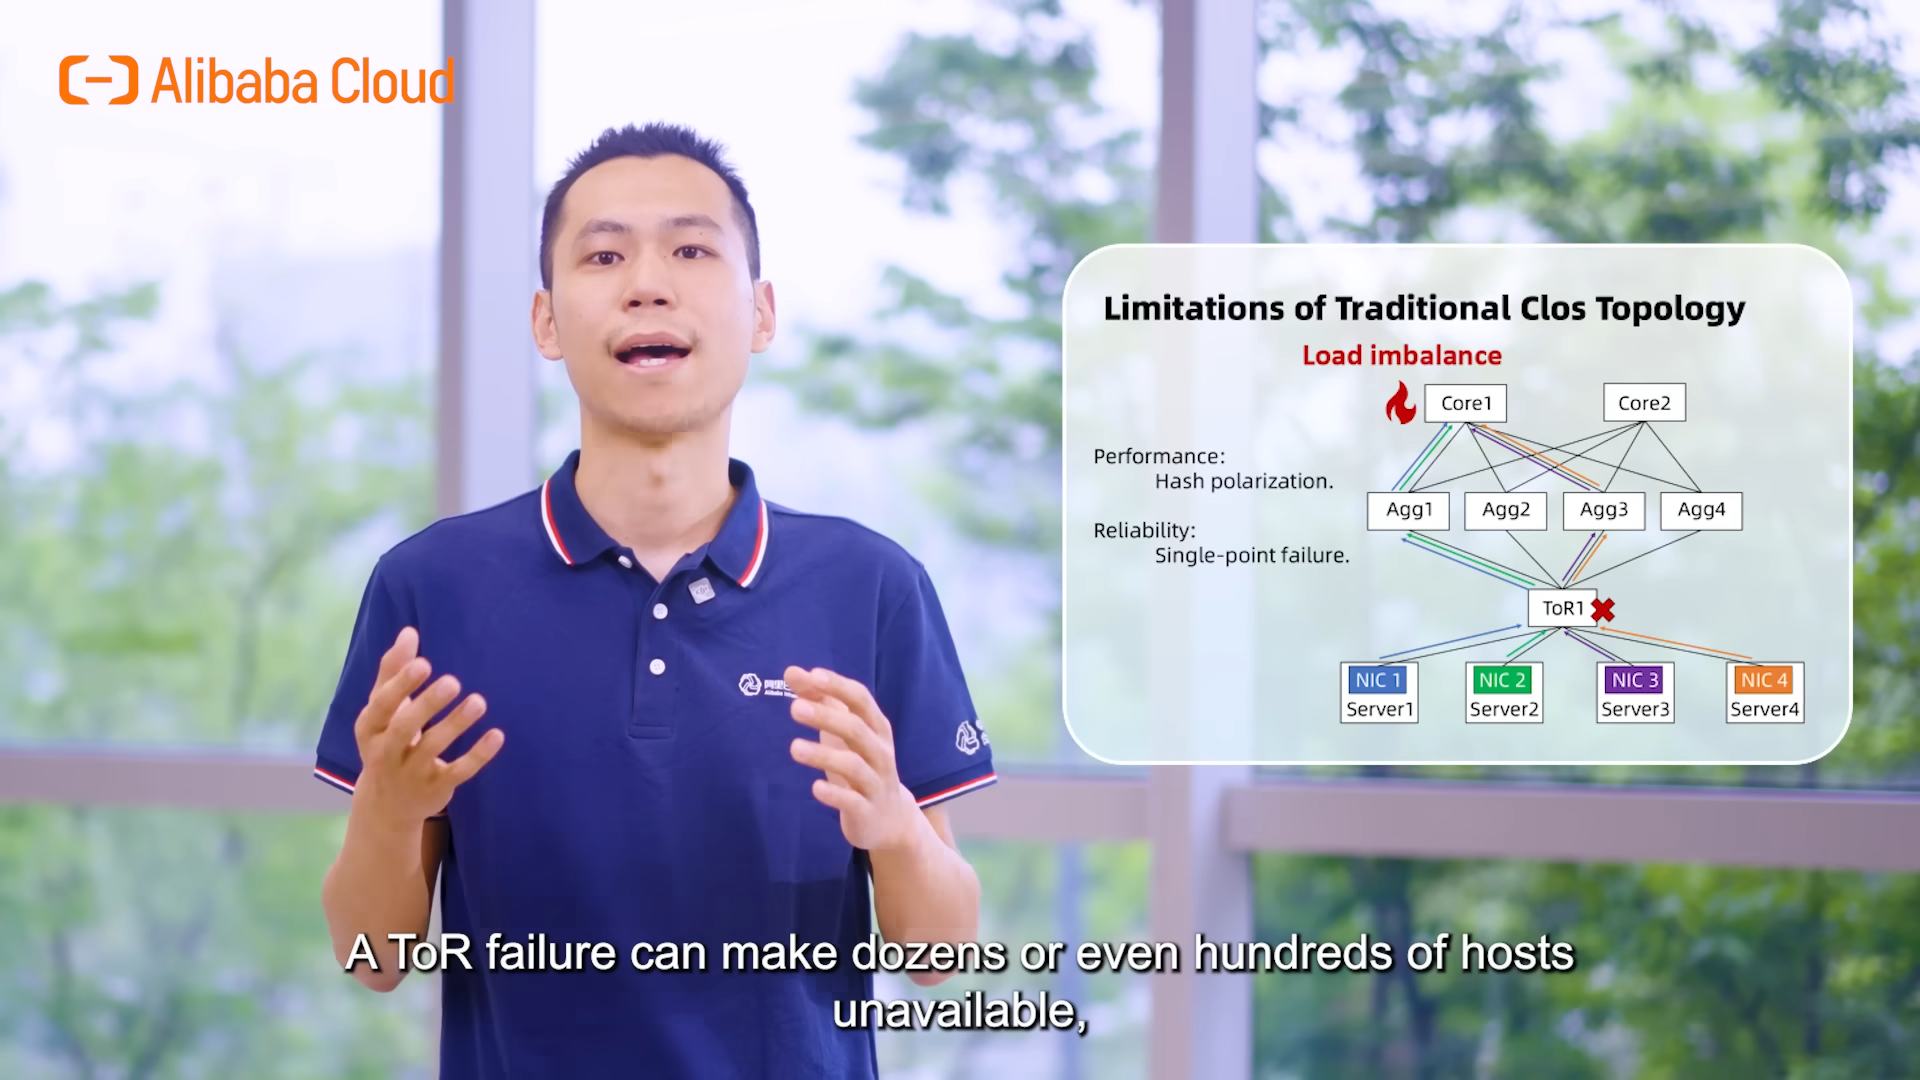 Alibaba Cloud
Limitations of Traditional Clos Topology
Load imbalance
Core1
Core2
Performance:
Hash polarization.
Agg1
Agg2
Agg3
Agg4
Reliability:
Single-point failure.
ToR1
NIC 1
NIC 2
NIC 3
NIC 4
Server1
Server2
Server3
Server4
A ToR failure can make dozens or even hundreds of hosts
unavailable,